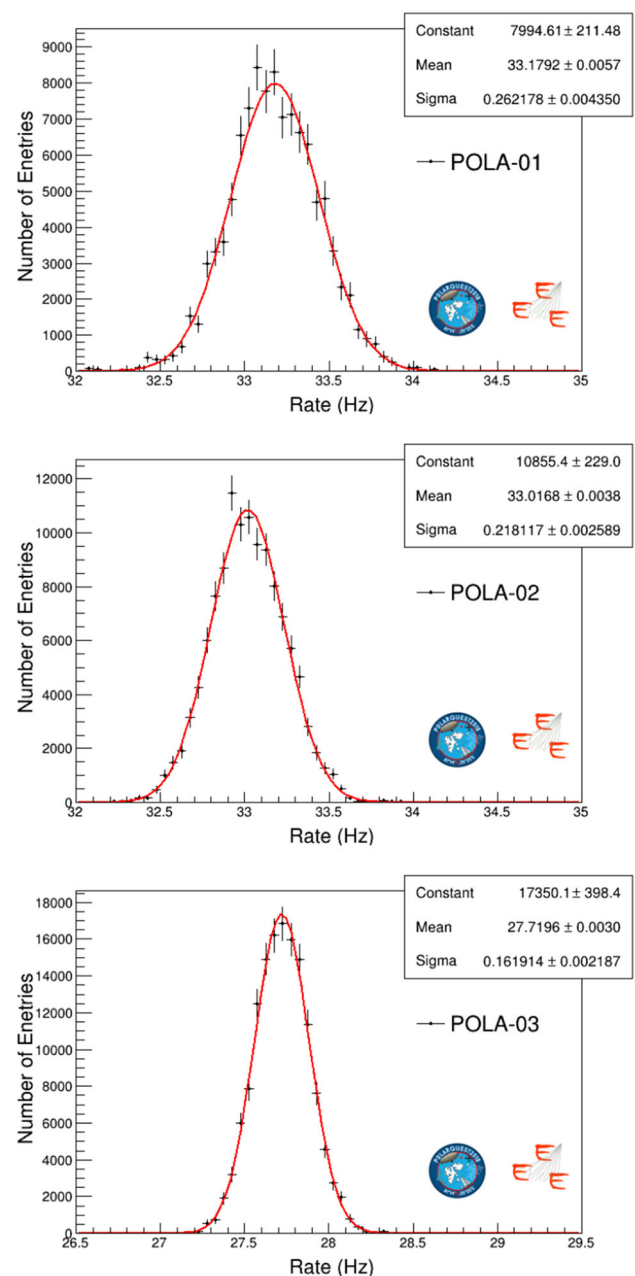 Constant 7994.61 ± 211.48
Mean 33.1792 ± 0.0057
Sigma 0.262178 ± 0.004350
POLA-01
Number of Enetries
9000
8000
7000
6000
5000
4000
3000
2000
1000
0
32 32.5 33 33.5 34 34.5 35
Rate (Hz)
Constant 10855.4 ± 229.0
Mean 33.0168 ± 0.0038
Sigma 0.218117 ± 0.002589
POLA-02
Number of Enetries
12000
10000
8000
6000
4000
2000
0
32 32.5 33 33.5 34 34.5 35
Rate (Hz)
Constant 17350.1 ± 398.4
Mean 27.7196 ± 0.0030
Sigma 0.161914 ± 0.002187
POLA-03
Number of Enetries
18000
16000
14000
12000
10000
8000
6000
4000
2000
0
26.5 27 27.5 28 28.5 29 29.5
Rate (Hz)